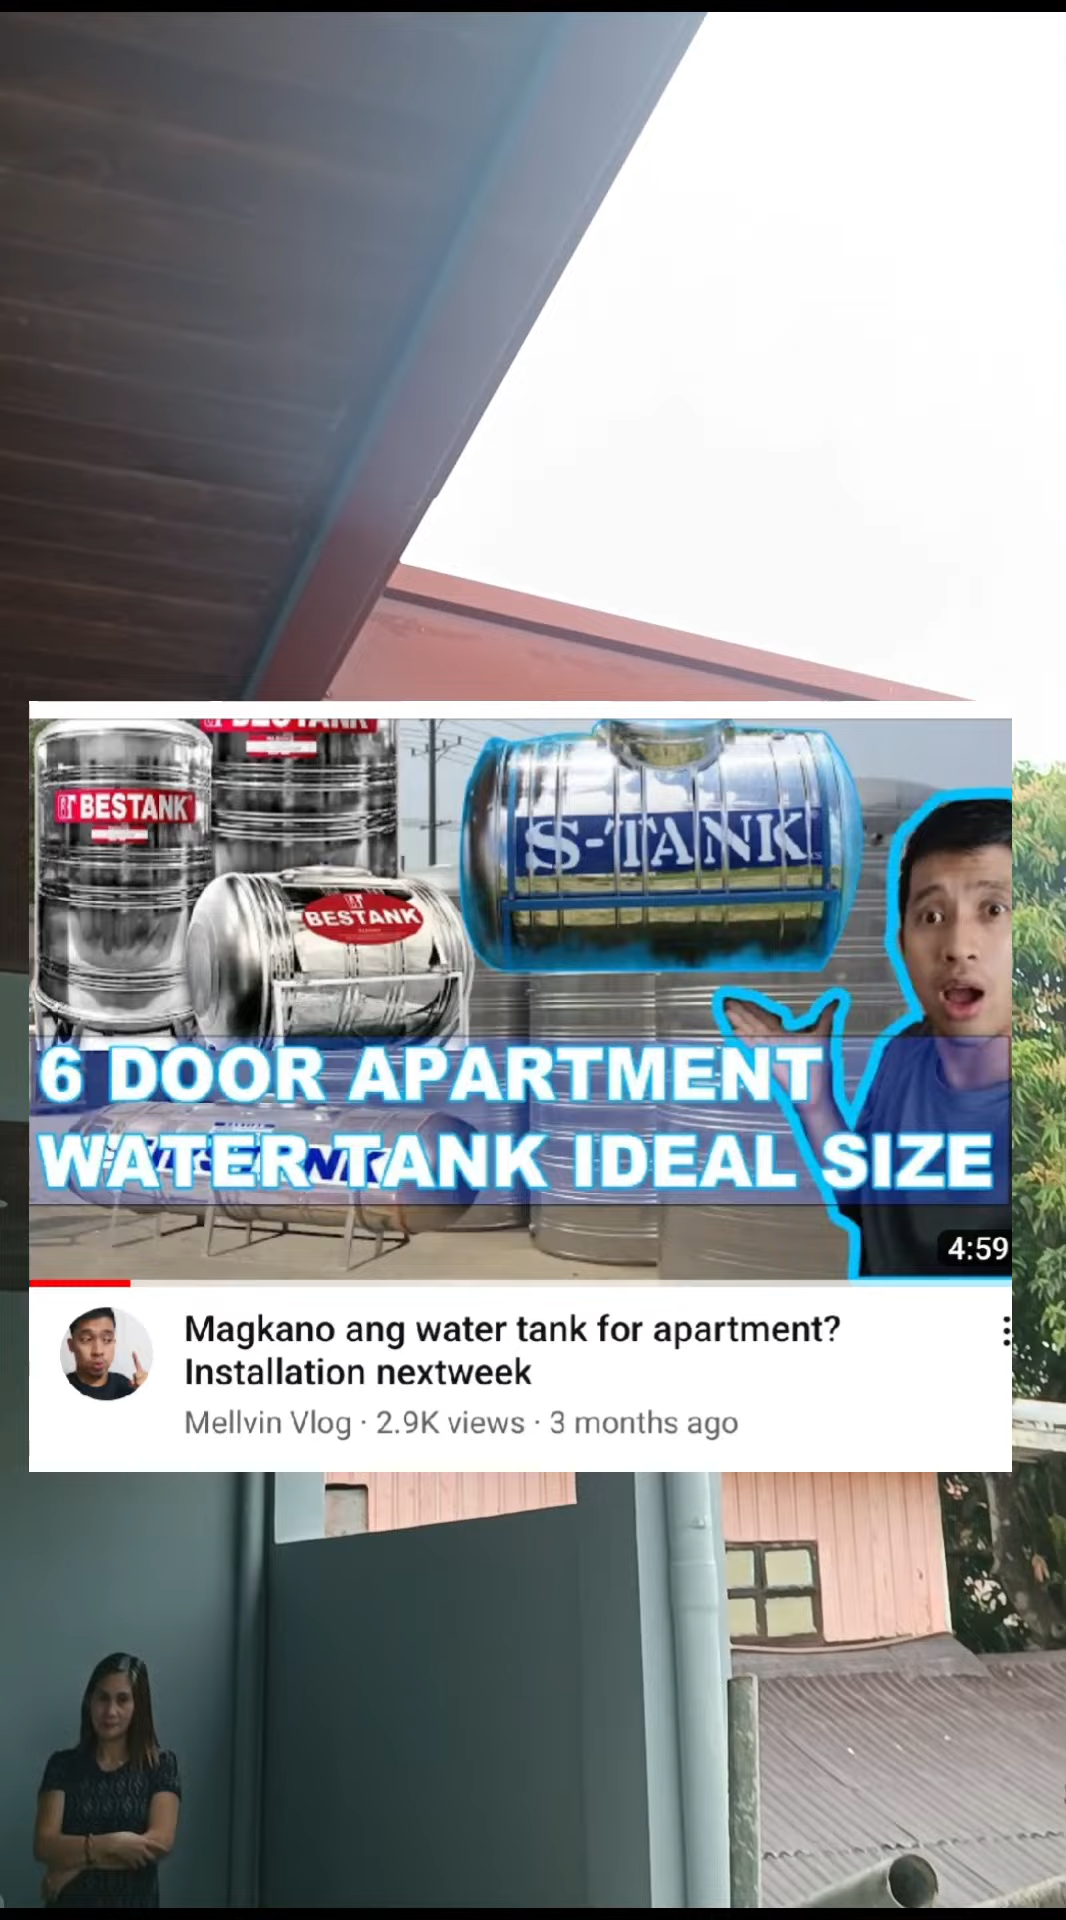 BESTANK
BESTANK
BESTANK
S-TANK
6 DOOR APARTMENT
WATER TANK IDEAL SIZE
4:59
Magkano ang water tank for apartment?
Installation nextweek
Mellvin Vlog · 2.9K views · 3 months ago